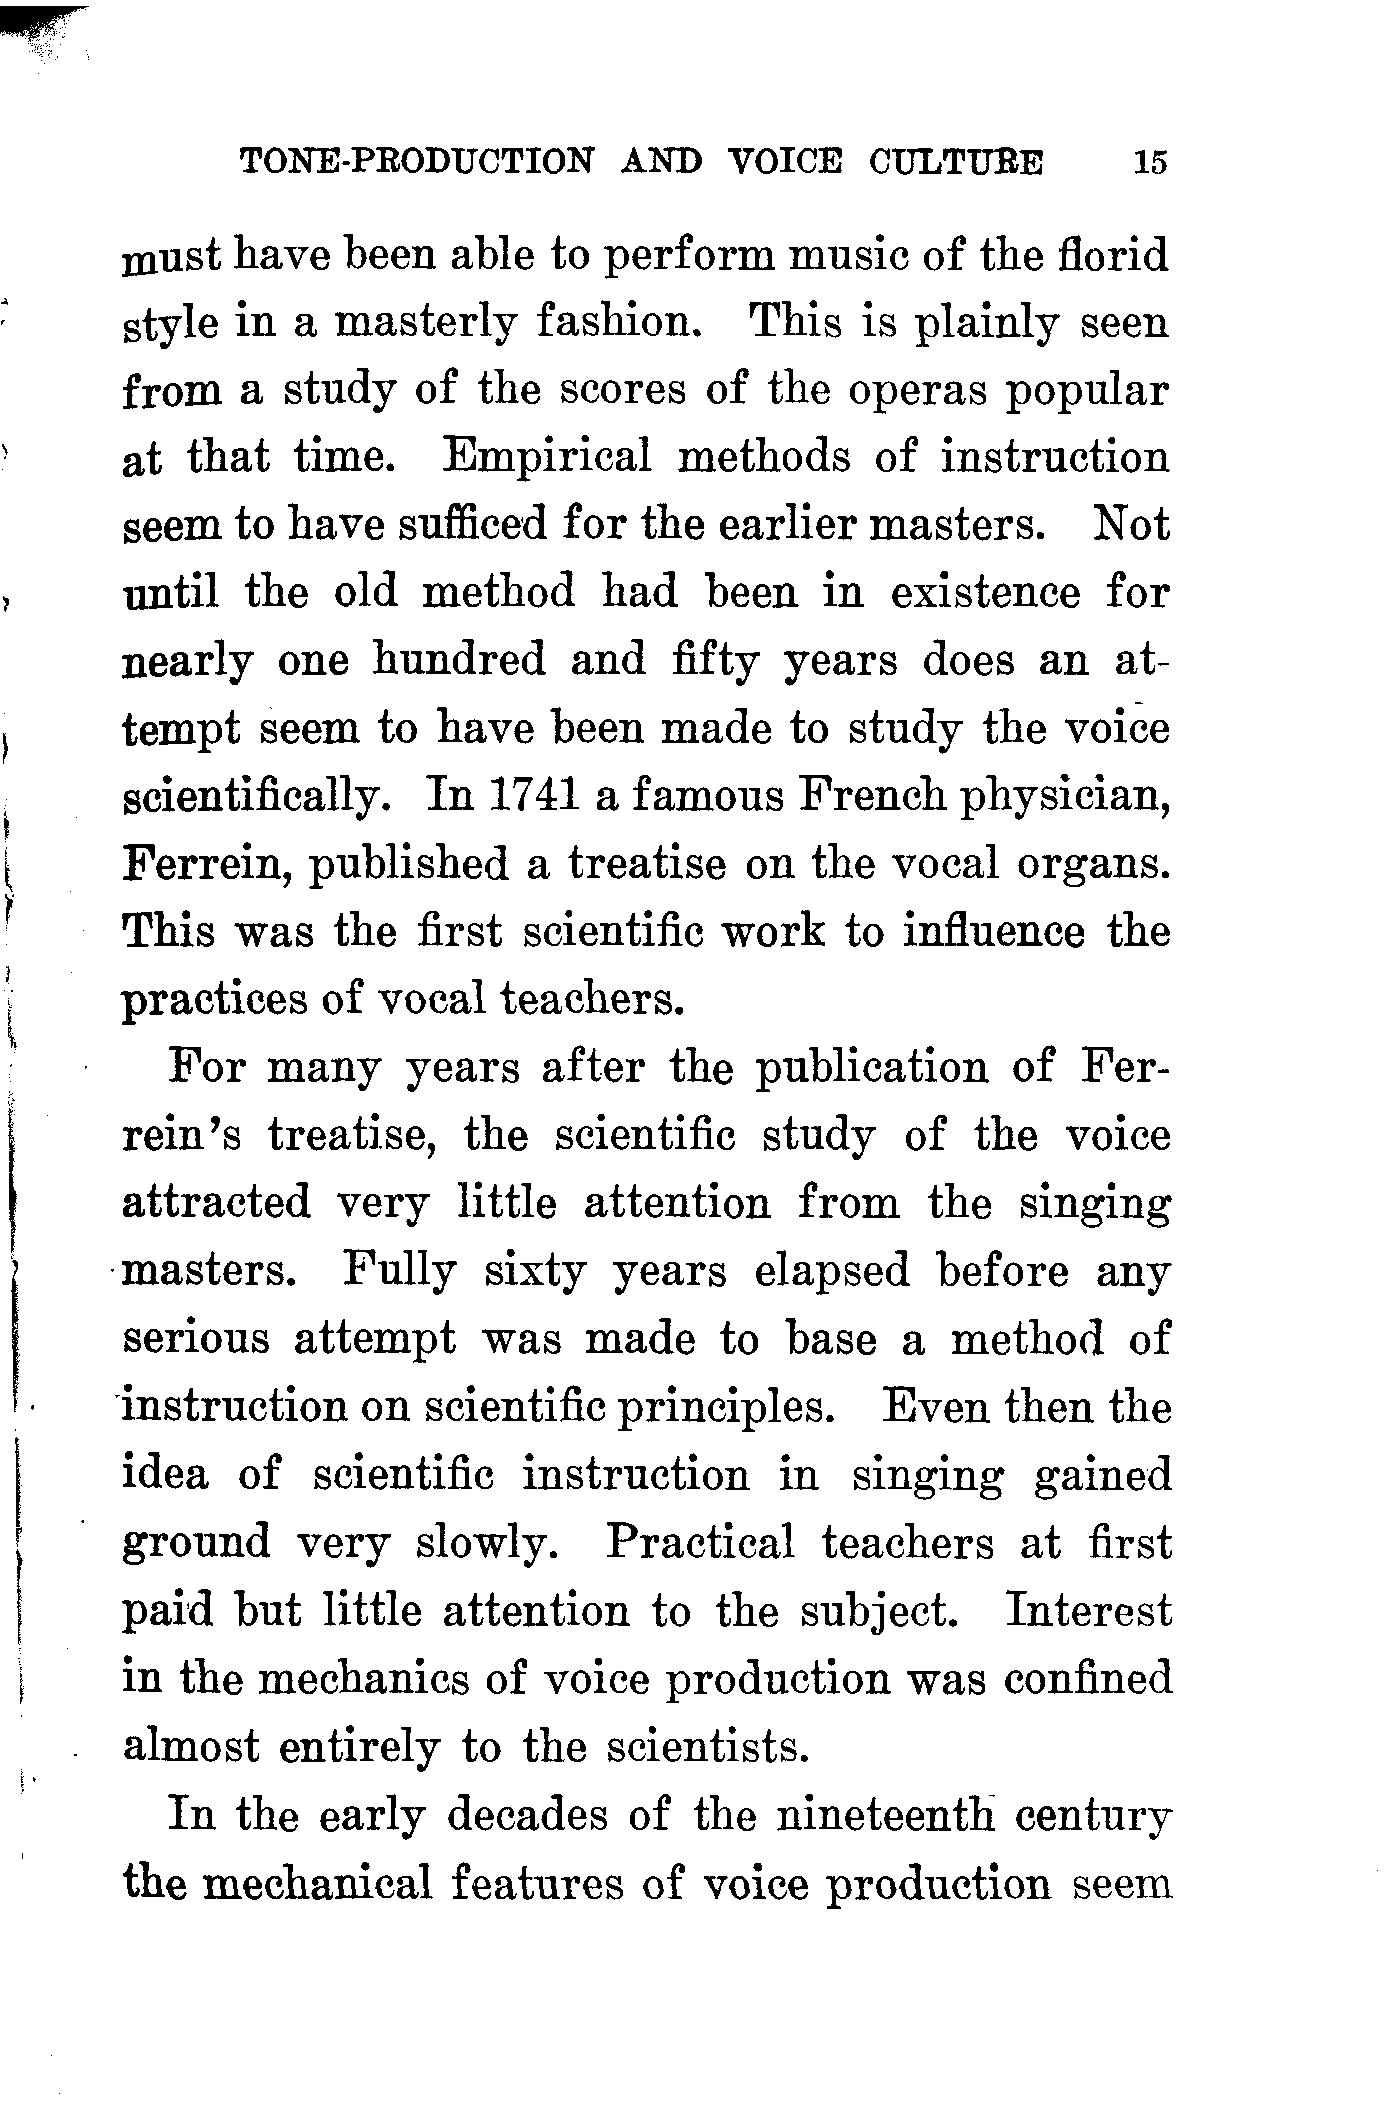 TONE-PRODUCTION AND VOICE CULTURE 15
must have been able to perform music of the florid
style in a masterly fashion. This is plainly seen
from a study of the scores of the operas popular
at that time. Empirical methods of instruction
seem to have sufficed for the earlier masters. Not
until the old method had been in existence for
nearly one hundred and fifty years does an at-
tempt seem to have been made to study the voice
scientifically. In 1741 a famous French physician,
Ferrein, published a treatise on the vocal organs.
This was the first scientific work to influence the
practices of vocal teachers.
For many years after the publication of Fer-
rein's treatise, the scientific study of the voice
attracted very little attention from the singing
masters. Fully sixty years elapsed before any
serious attempt was made to base a method of
instruction on scientific principles. Even then the
idea of scientific instruction in singing gained
ground very slowly. Practical teachers at first
paid but little attention to the subject. Interest
in the mechanics of voice production was confined
almost entirely to the scientists.
In the early decades of the nineteenth century
the mechanical features of voice production seem